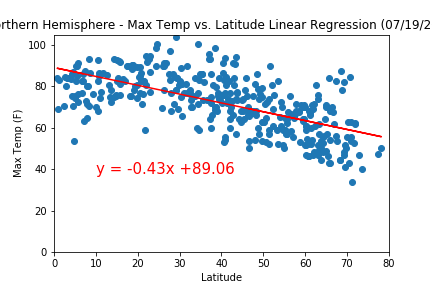 rthern Hemisphere - Max Temp vs. Latitude Linear Regression (07/19/2
100
80
60
40
20
0
Max Temp (F)
y = -0.43x +89.06
0 10 20 30 40 50 60 70 80
Latitude